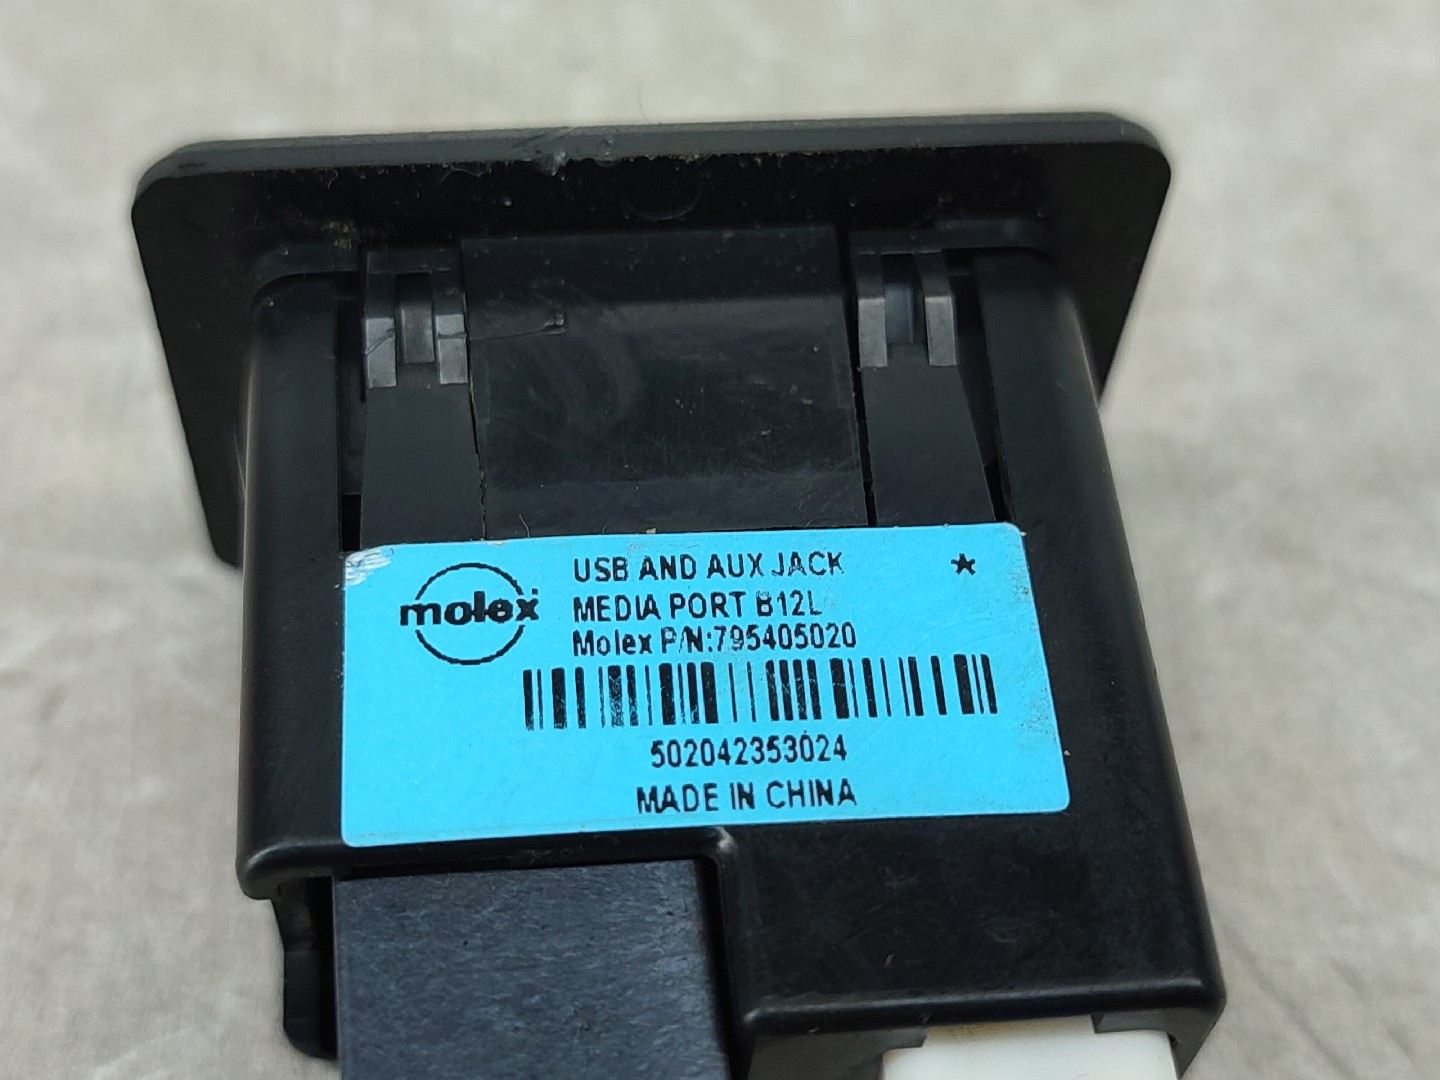 molex
USB AND AUX JACK *
MEDIA PORT B12L
Molex P/N:795405020
502042353024
MADE IN CHINA